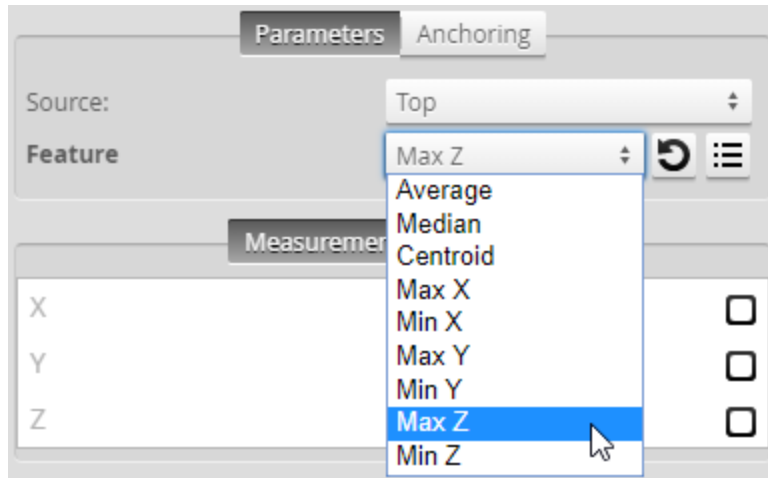 Parameters Anchoring
Source: Top
Feature Max Z
Average
Median
Centroid
Max X
Min X
Max Y
Min Y
Max Z
Min Z
X
Y
Z